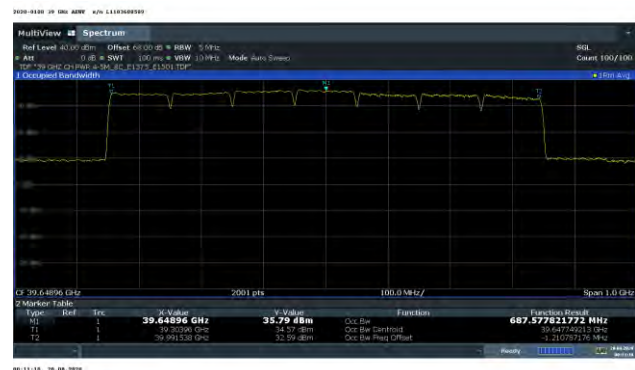 MultiView Spectrum
Ref Level 40.00 dBm Offset 68.00 dB RBW 5 MHz SGL
Att 0 dB SWT 100 ms VBW 10 MHz Mode Auto Sweep Count 100/100
1 Occupied Bandwidth 1Rm Avg
T1 M1 T2
CF 39.64896 GHz 2001 pts 100.0 MHz/ Span 1.0 GHz
2 Marker Table
Type Ref Trc X-Value Y-Value Function Function Result
M1 1 39.64896 GHz 35.79 dBm Occ Bw 687.577821772 MHz
T1 1 39.30396 GHz 34.57 dBm Occ Bw Centroid 39.647749213 GHz
T2 1 39.991538 GHz 32.59 dBm Occ Bw Freq Offset -1.210787176 MHz
Ready